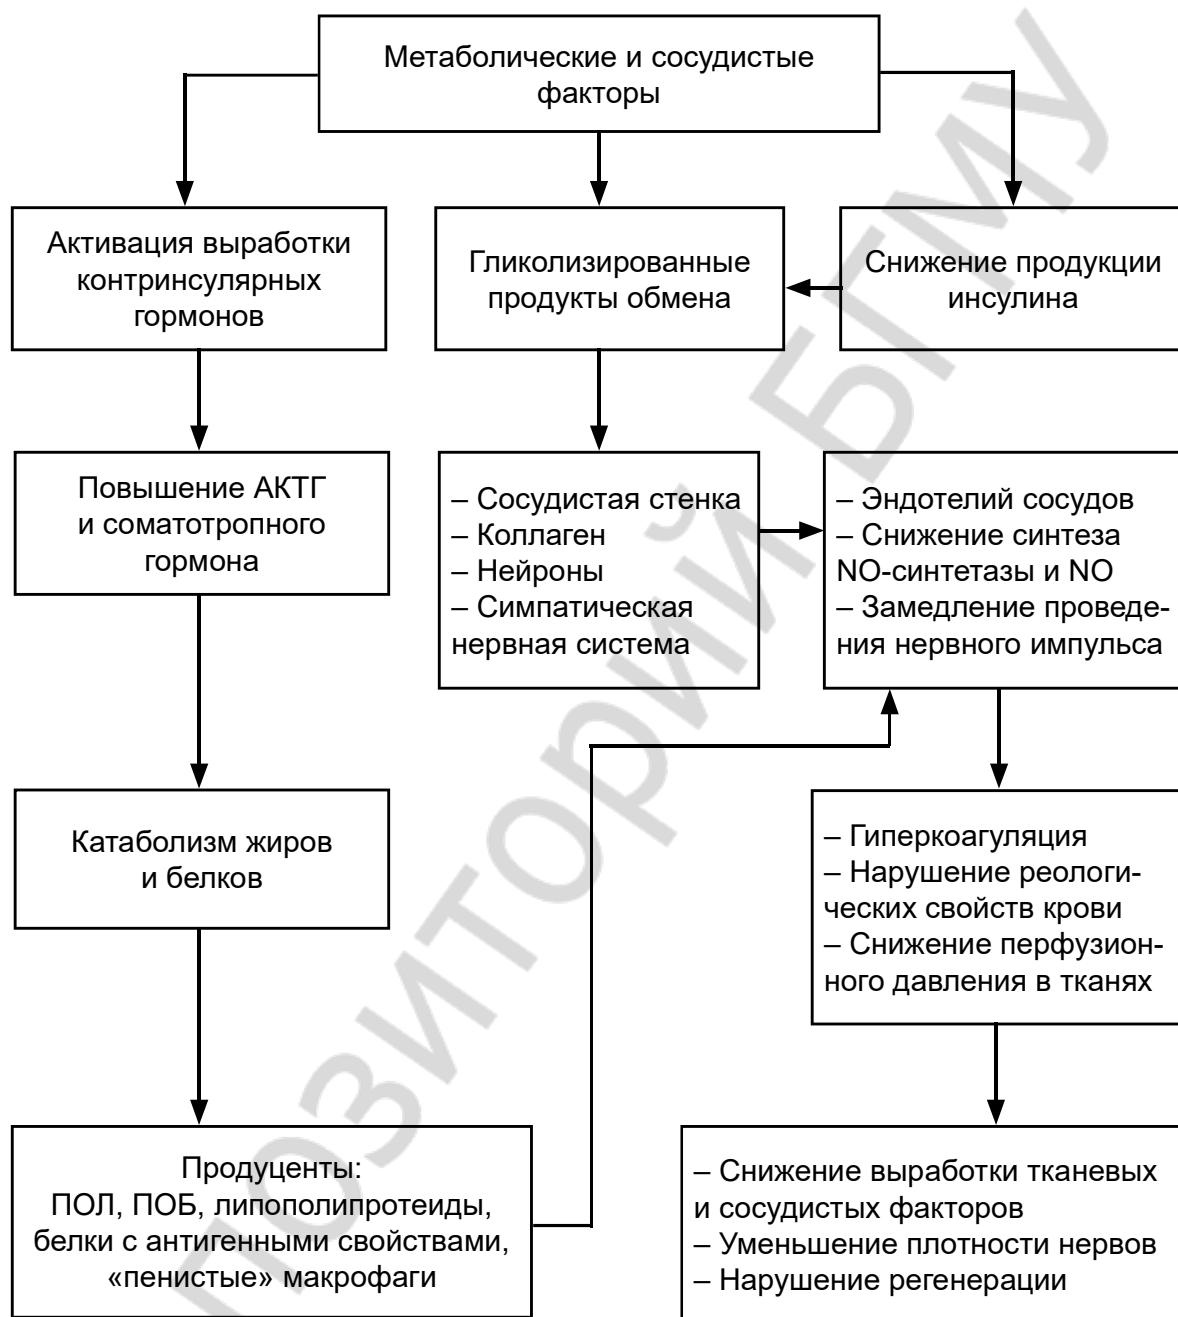 Метаболические и сосудистые
факторы
Активация выработки
контринсулярных
гормонов
Гликолизированные
продукты обмена
Снижение продукции
инсулина
Повышение АКТГ
и соматотропного
гормона
– Сосудистая стенка
– Коллаген
– Нейроны
– Симпатическая
нервная система
– Эндотелий сосудов
– Снижение синтеза
NO-синтетазы и NO
– Замедление проведе-
ния нервного импульса
Катаболизм жиров
и белков
– Гиперкоагуляция
– Нарушение реологи-
ческих свойств крови
– Снижение перфузион-
ного давления в тканях
Продуценты:
ПОЛ, ПОБ, липополипротеиды,
белки с антигенными свойствами,
«пенистые» макрофаги
– Снижение выработки тканевых
и сосудистых факторов
– Уменьшение плотности нервов
– Нарушение регенерации
позиторий БГМУ